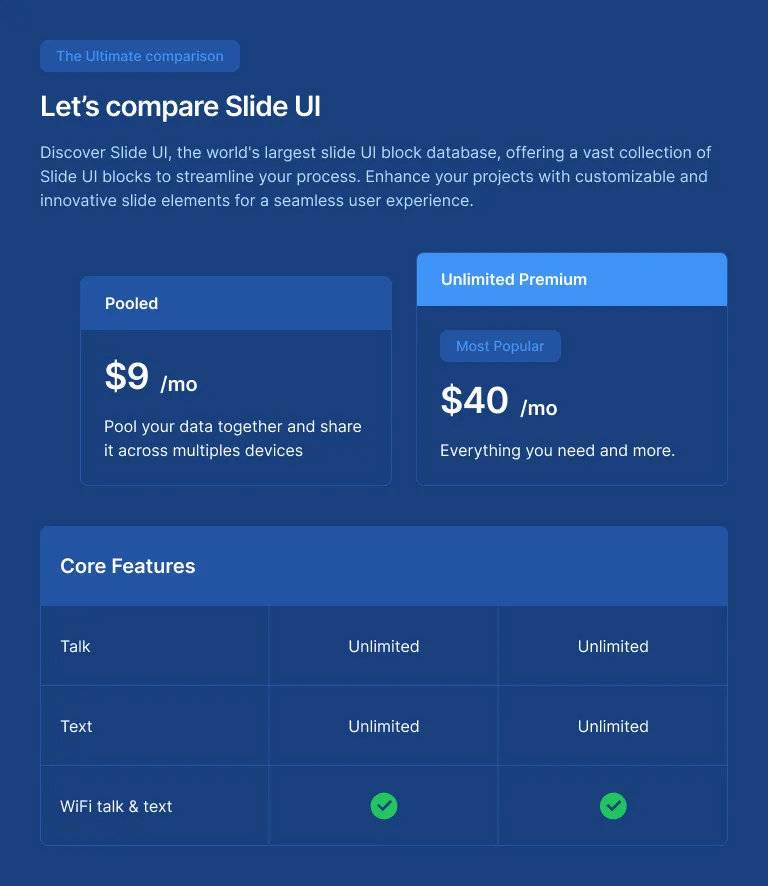 The Ultimate comparison
Let’s compare Slide UI
Discover Slide UI, the world's largest slide UI block database, offering a vast collection of
Slide UI blocks to streamline your process. Enhance your projects with customizable and
innovative slide elements for a seamless user experience.
Pooled
$9 /mo
Pool your data together and share
it across multiples devices
Unlimited Premium
Most Popular
$40 /mo
Everything you need and more.
Core Features
Talk Unlimited Unlimited
Text Unlimited Unlimited
WiFi talk & text